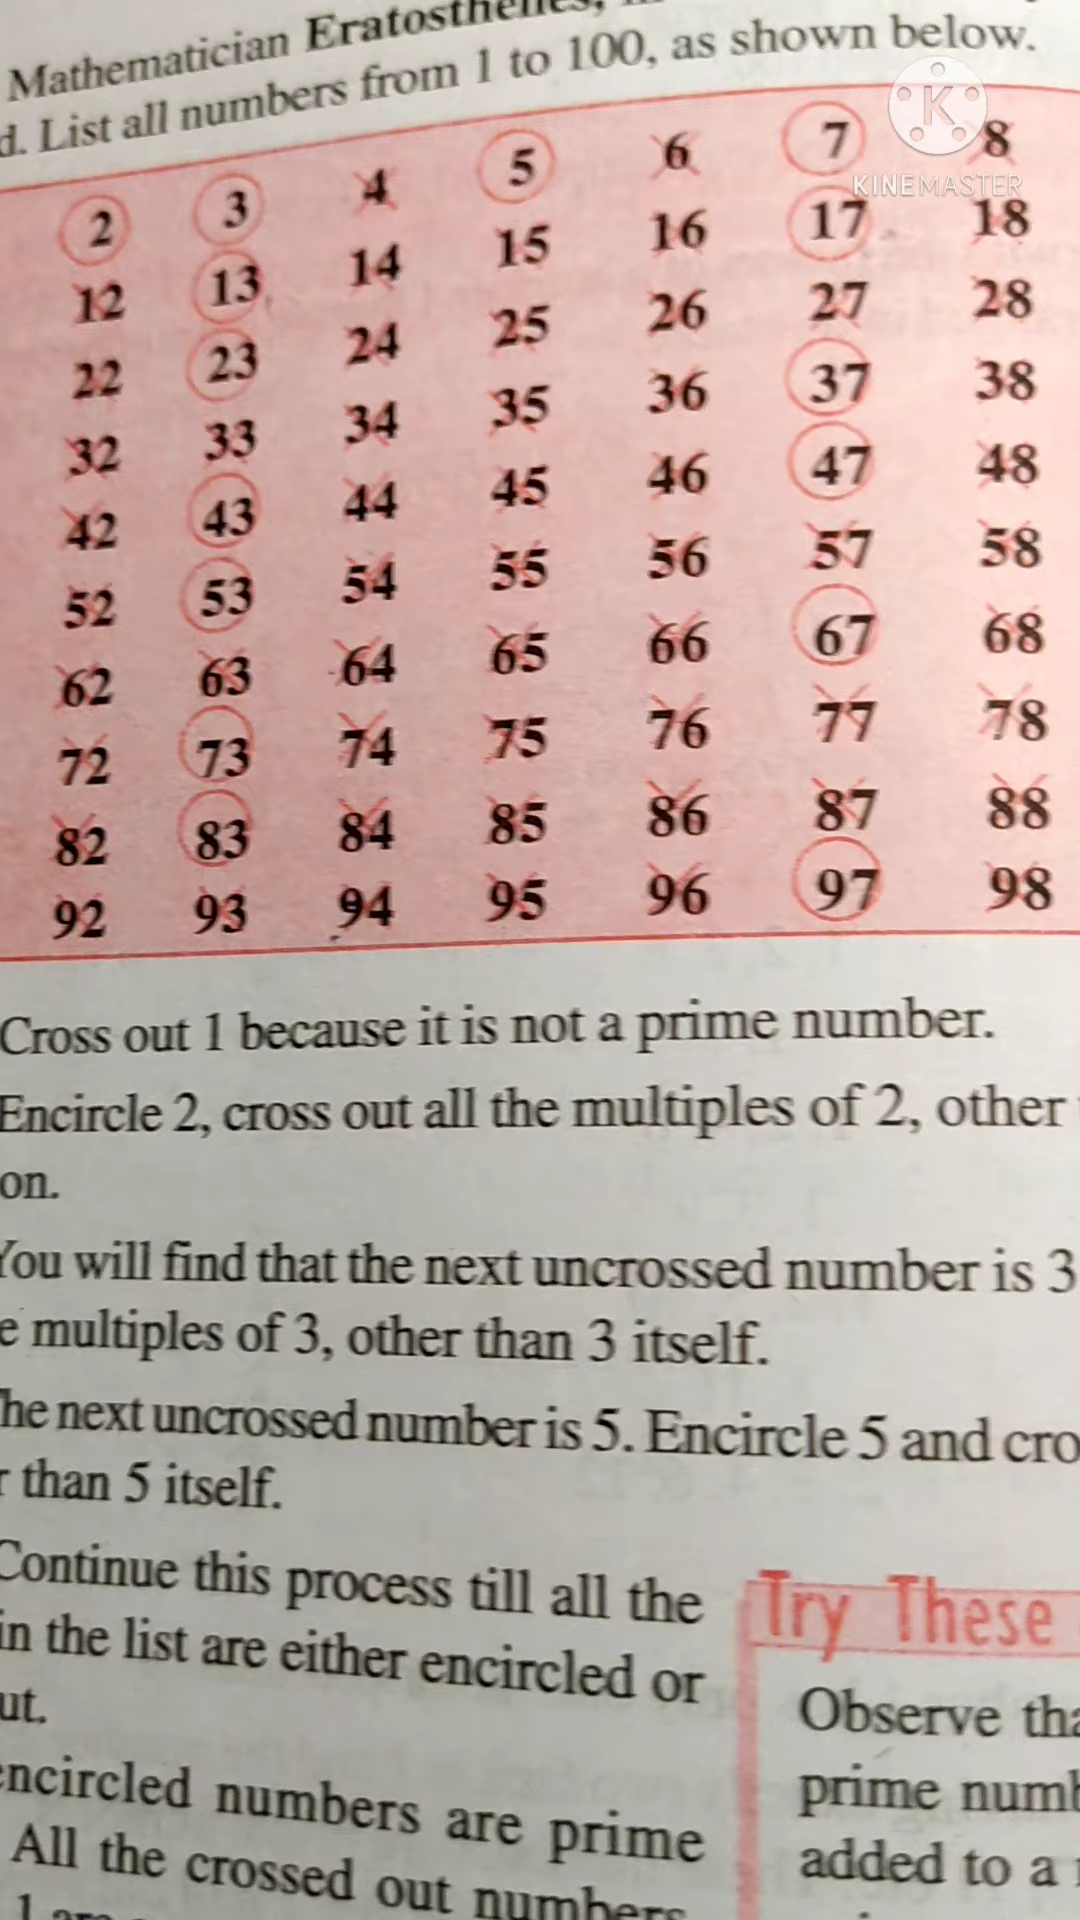 Mathematician Eratosthenes,
d. List all numbers from 1 to 100, as shown below.
K
KINEMASTER
2 3 4 5 6 7 8
12 13 14 15 16 17 18
22 23 24 25 26 27 28
32 33 34 35 36 37 38
42 43 44 45 46 47 48
52 53 54 55 56 57 58
62 63 64 65 66 67 68
72 73 74 75 76 77 78
82 83 84 85 86 87 88
92 93 94 95 96 97 98
Cross out 1 because it is not a prime number.
Encircle 2, cross out all the multiples of 2, other
on.
You will find that the next uncrossed number is 3
e multiples of 3, other than 3 itself.
The next uncrossed number is 5. Encircle 5 and cro
r than 5 itself.
Continue this process till all the
in the list are either encircled or
ut.
encircled numbers are prime
All the crossed out numbers
Try These
Observe tha
prime numb
added to a